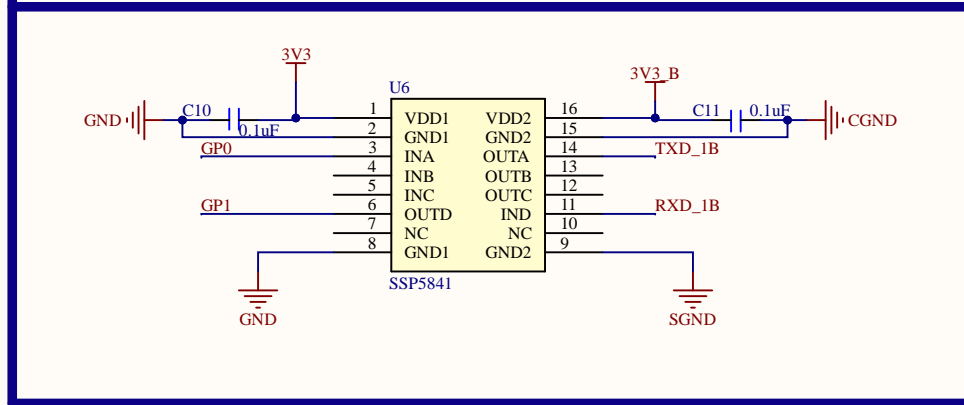 3V3
3V3_B
U6
GND
C10
0.1uF
C11
0.1uF
CGND
1 VDD1 VDD2 16
2 GND1 GND2 15
GP0 3 INA OUTA 14 TXD_1B
4 INB OUTB 13
5 INC OUTC 12
GP1 6 OUTD IND 11 RXD_1B
7 NC NC 10
8 GND1 GND2 9
SSP5841
GND
SGND